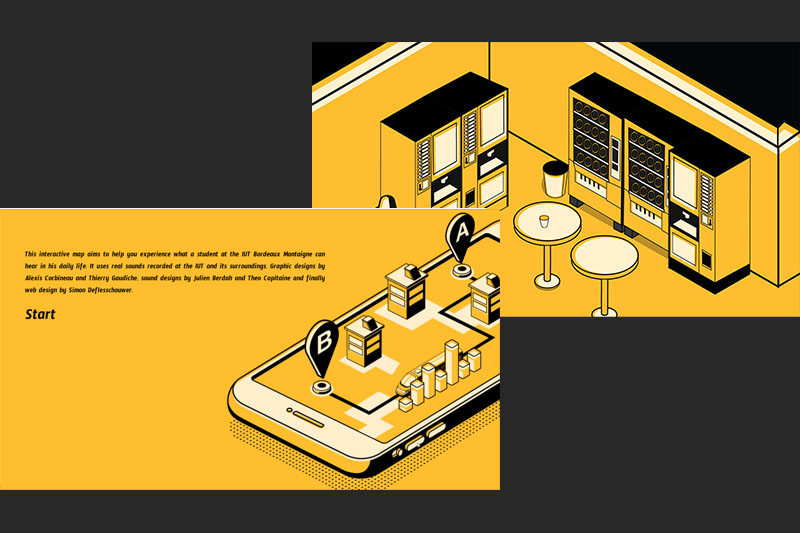 This interactive map aims to help you experience what a student at the IUT Bordeaux Montaigne can
hear in his daily life. It uses real sounds recorded at the IUT and its surroundings. Graphic designs by
Alexis Corbineau and Thierry Gaudiche, sound designs by Julien Berdah and Theo Capitaine and finally
web design by Simon Deflesschouwer.
Start
A
B